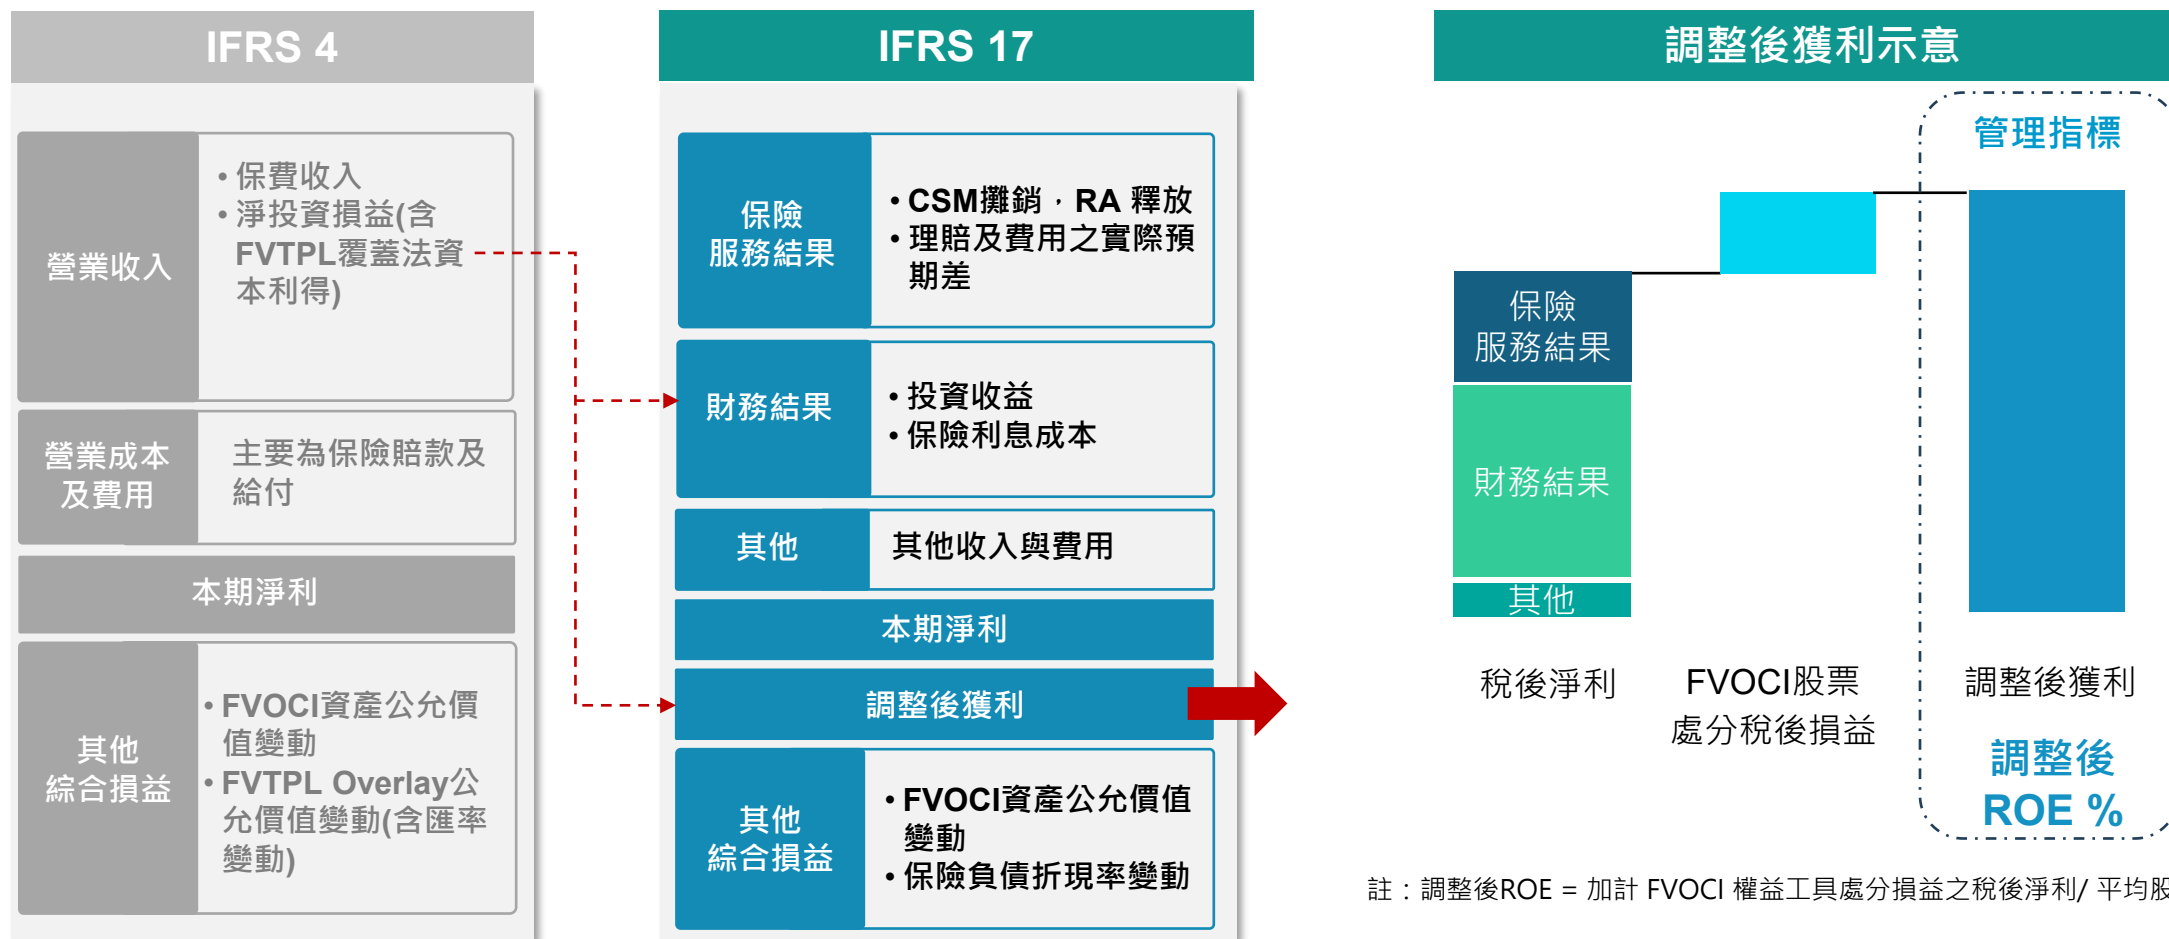 IFRS 4
營業收入
• 保費收入
• 淨投資損益(含
FVTPL覆蓋法資
本利得)
營業成本
及費用
主要為保險賠款及
給付
本期淨利
其他
綜合損益
• FVOCI資產公允價
值變動
• FVTPL Overlay公
允價值變動(含匯率
變動)
IFRS 17
保險
服務結果
• CSM攤銷，RA 釋放
• 理賠及費用之實際預
期差
財務結果
• 投資收益
• 保險利息成本
其他
其他收入與費用
本期淨利
調整後獲利
其他
綜合損益
• FVOCI資產公允價值
變動
• 保險負債折現率變動
調整後獲利示意
管理指標
保險
服務結果
財務結果
其他
稅後淨利
FVOCI股票
處分稅後損益
調整後獲利
調整後
ROE %
註：調整後ROE = 加計 FVOCI 權益工具處分損益之稅後淨利/ 平均股